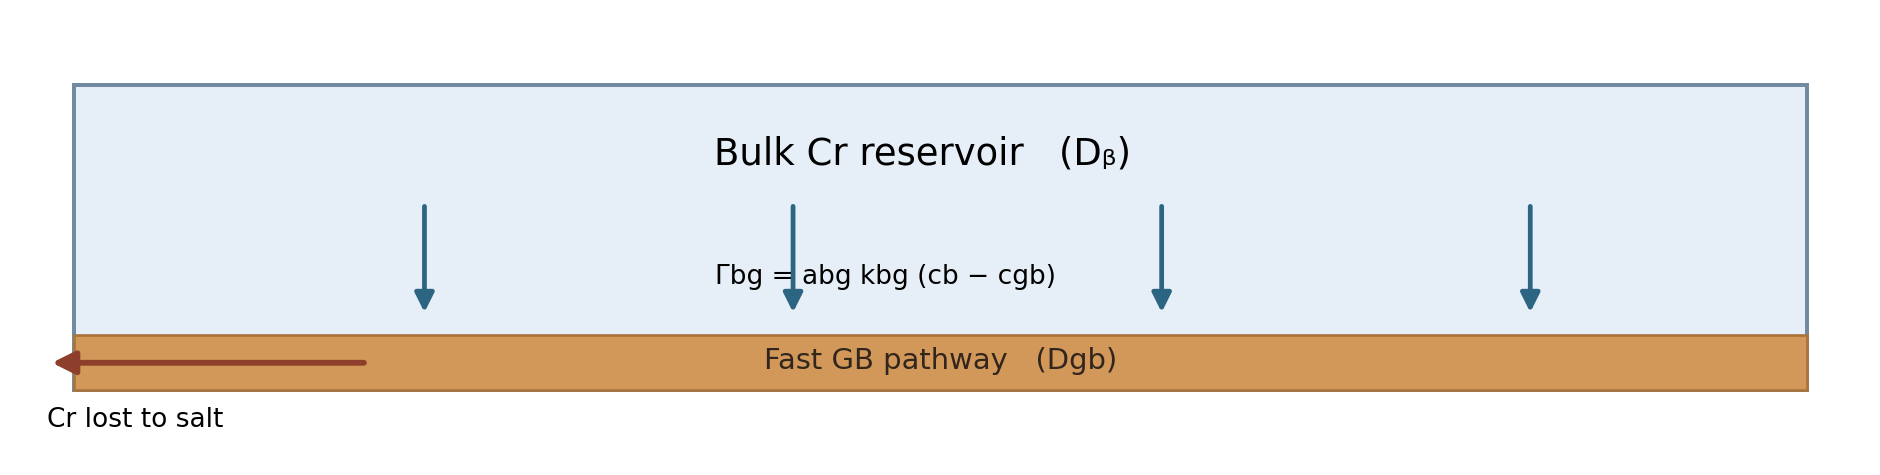 Bulk Cr reservoir (Dᵦ)
Γbg = abg kbg (cb − cgb)
Fast GB pathway (Dgb)
Cr lost to salt